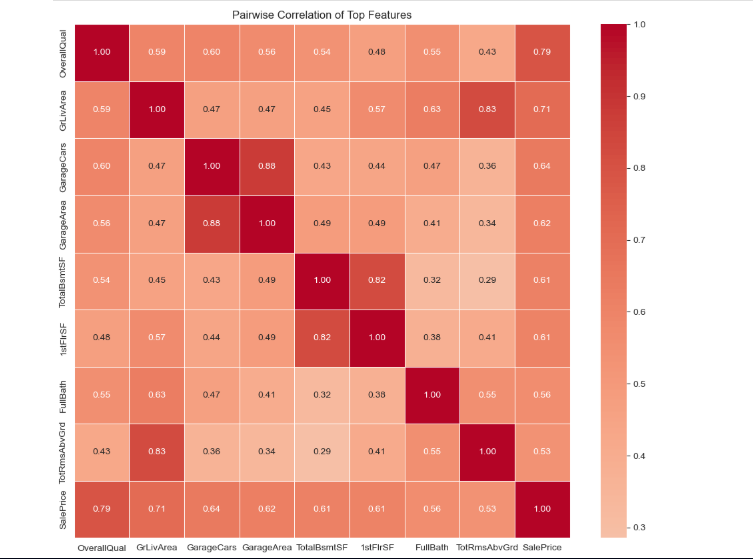 Pairwise Correlation of Top Features
OverallQual 1.00 0.59 0.60 0.56 0.54 0.48 0.55 0.43 0.79
GrLivArea 0.59 1.00 0.47 0.47 0.45 0.57 0.63 0.83 0.71
GarageCars 0.60 0.47 1.00 0.88 0.43 0.44 0.47 0.36 0.64
GarageArea 0.56 0.47 0.88 1.00 0.49 0.49 0.41 0.34 0.62
TotalBsmtSF 0.54 0.45 0.43 0.49 1.00 0.82 0.32 0.29 0.61
1stFlrSF 0.48 0.57 0.44 0.49 0.82 1.00 0.38 0.41 0.61
FullBath 0.55 0.63 0.47 0.41 0.32 0.38 1.00 0.55 0.56
TotRmsAbvGrd 0.43 0.83 0.36 0.34 0.29 0.41 0.55 1.00 0.53
SalePrice 0.79 0.71 0.64 0.62 0.61 0.61 0.56 0.53 1.00
OverallQual GrLivArea GarageCars GarageArea TotalBsmtSF 1stFlrSF FullBath TotRmsAbvGrd SalePrice
1.0
0.9
0.8
0.7
0.6
0.5
0.4
0.3